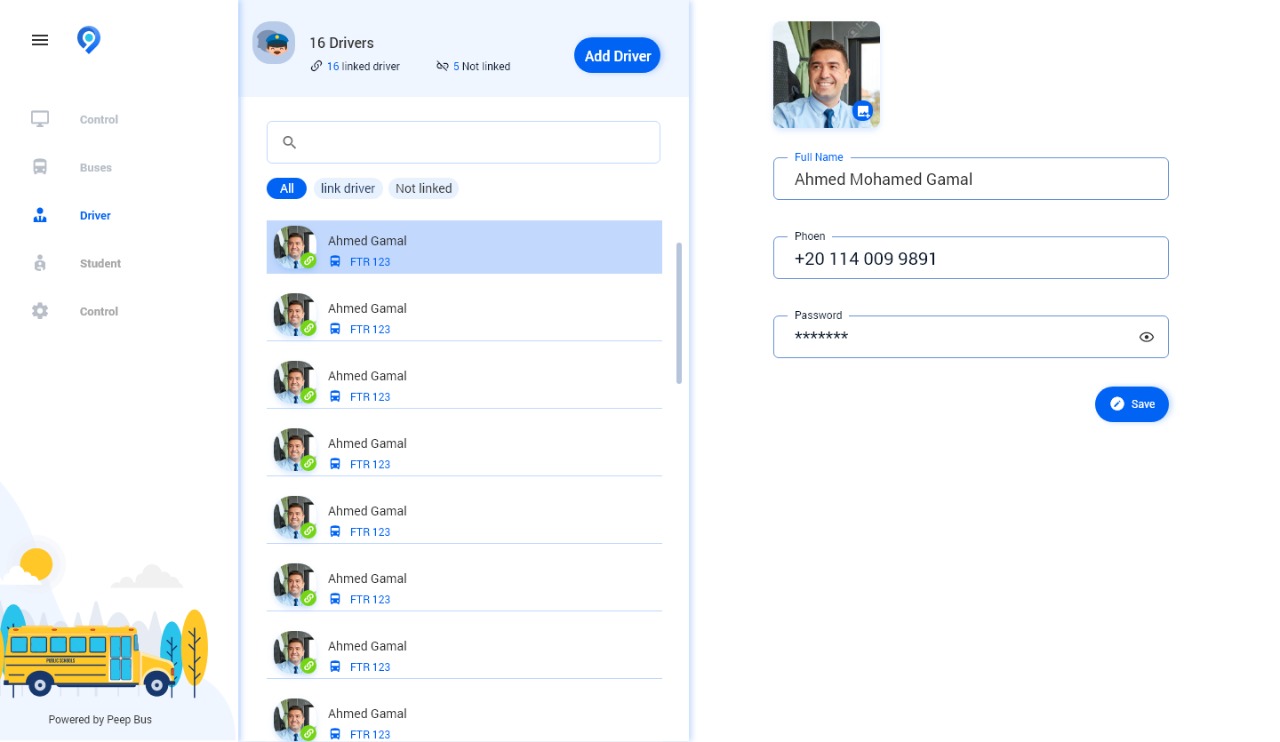 Control
Buses
Driver
Student
Control
PUBLIC SCHOOLS
Powered by Peep Bus
16 Drivers
16 linked driver
5 Not linked
Add Driver
All
link driver
Not linked
Ahmed Gamal
FTR 123
Ahmed Gamal
FTR 123
Ahmed Gamal
FTR 123
Ahmed Gamal
FTR 123
Ahmed Gamal
FTR 123
Ahmed Gamal
FTR 123
Ahmed Gamal
FTR 123
Ahmed Gamal
FTR 123
Full Name
Ahmed Mohamed Gamal
Phoen
+20 114 009 9891
Password
*******
Save